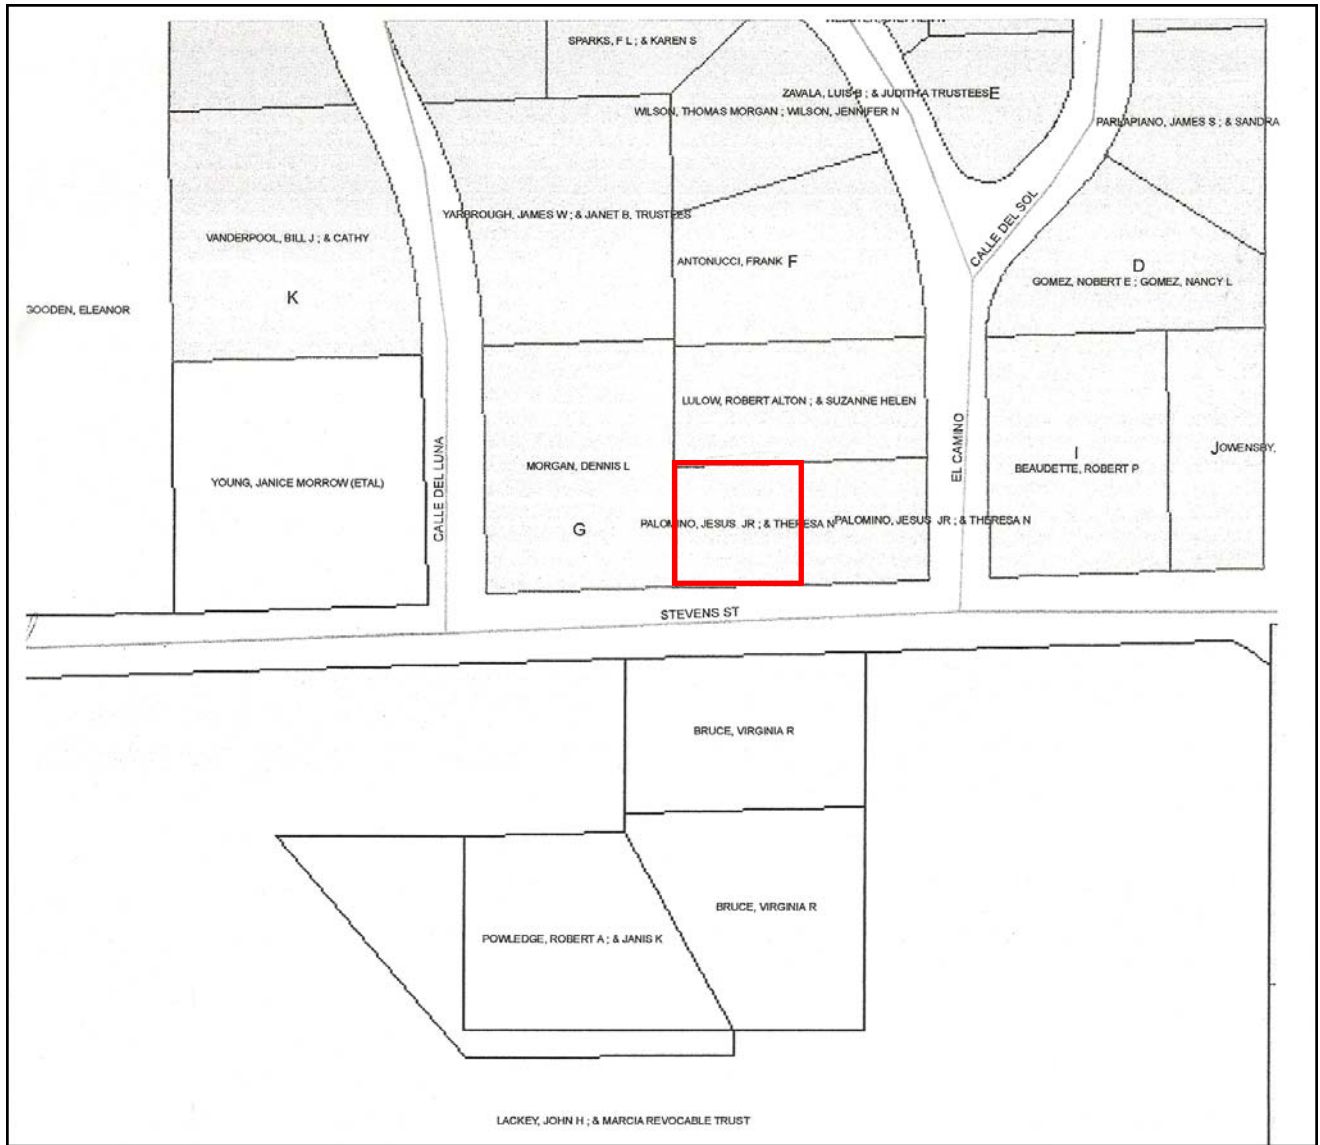 SPARKS, F L ; & KAREN S
ZAVALA, LUIS B ; & JUDITH A TRUSTEES E
WILSON, THOMAS MORGAN ; WILSON, JENNIFER N
PARLAPIANO, JAMES S ; & SANDRA
YARBROUGH, JAMES W ; & JANET B, TRUSTEES
VANDERPOOL, BILL J ; & CATHY
K
CALLE DEL SOL
ANTONUCCI, FRANK F
D
GOMEZ, NOBERT E ; GOMEZ, NANCY L
GOODEN, ELEANOR
LULOW, ROBERT ALTON ; & SUZANNE HELEN
EL CAMINO
CALLE DEL LUNA
I
BEAUDETTE, ROBERT P
JOWENSBY,
MORGAN, DENNIS L
YOUNG, JANICE MORROW (ETAL)
G
PALOMINO, JESUS JR ; & THERESA N
PALOMINO, JESUS JR ; & THERESA N
STEVENS ST
BRUCE, VIRGINIA R
BRUCE, VIRGINIA R
POWLEDGE, ROBERT A ; & JANIS K
LACKEY, JOHN H ; & MARCIA REVOCABLE TRUST